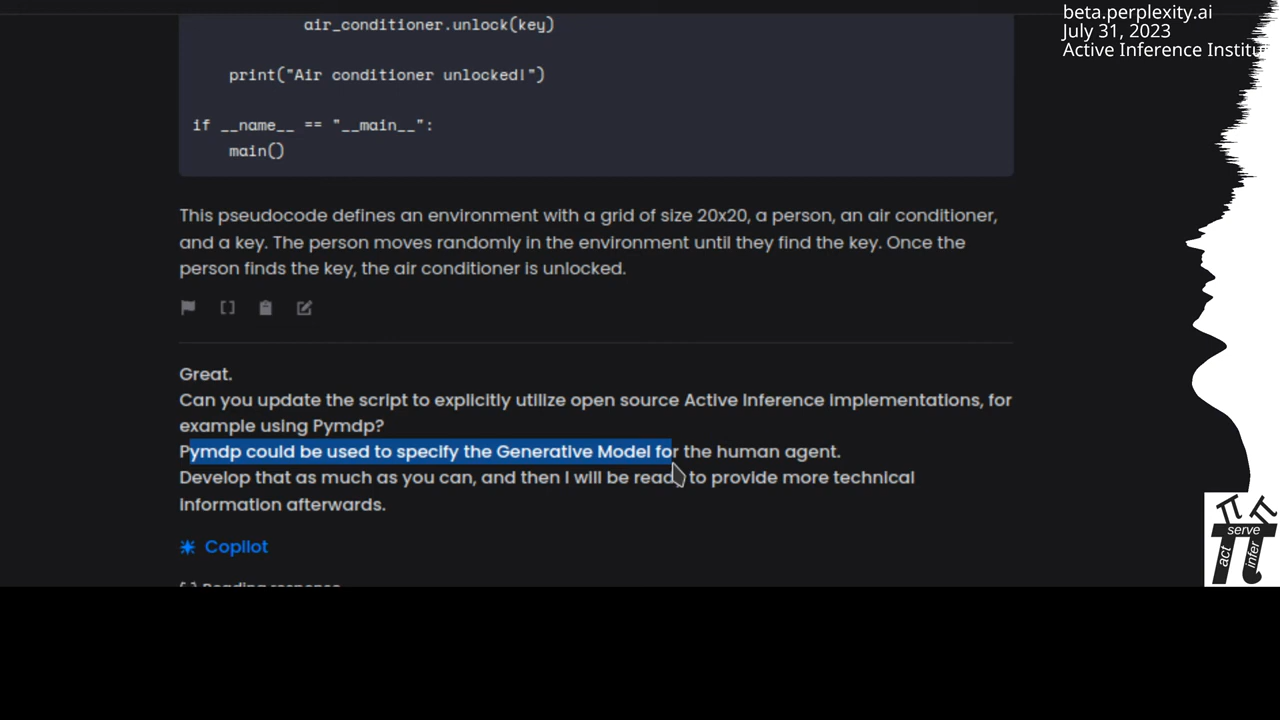 beta.perplexity.ai
July 31, 2023
Active Inference Institu
air_conditioner.unlock(key)
print("Air conditioner unlocked!")
if __name__ == "__main__":
main()
This pseudocode defines an environment with a grid of size 20x20, a person, an air conditioner,
and a key. The person moves randomly in the environment until they find the key. Once the
person finds the key, the air conditioner is unlocked.
Great.
Can you update the script to explicitly utilize open source Active Inference implementations, for
example using Pymdp?
Pymdp could be used to specify the Generative Model for the human agent.
Develop that as much as you can, and then I will be ready to provide more technical
information afterwards.
Copilot
Reading response
act
serve
infer